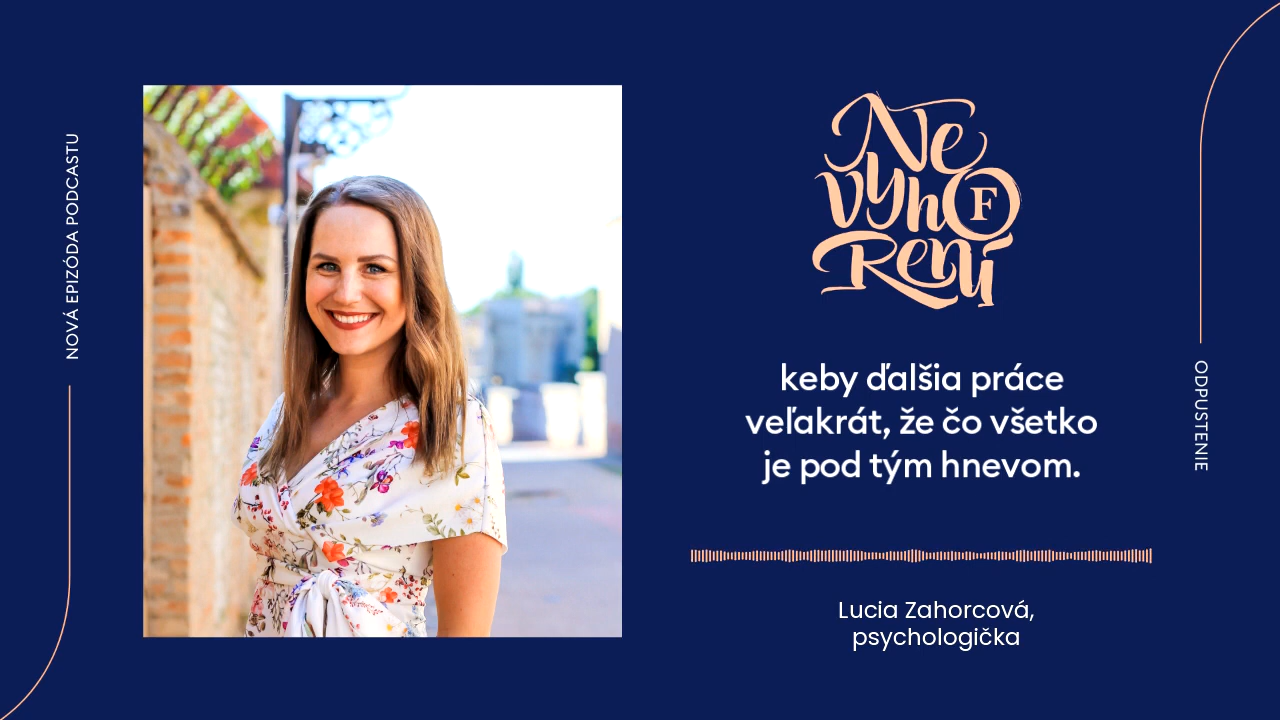 NOVÁ EPIZÓDA PODCASTU
Ne
vyhO
F
Rení
keby ďalšia práce
veľakrát, že čo všetko
je pod tým hnevom.
Lucia Zahorcová,
psychologička
ODPUSTENIE